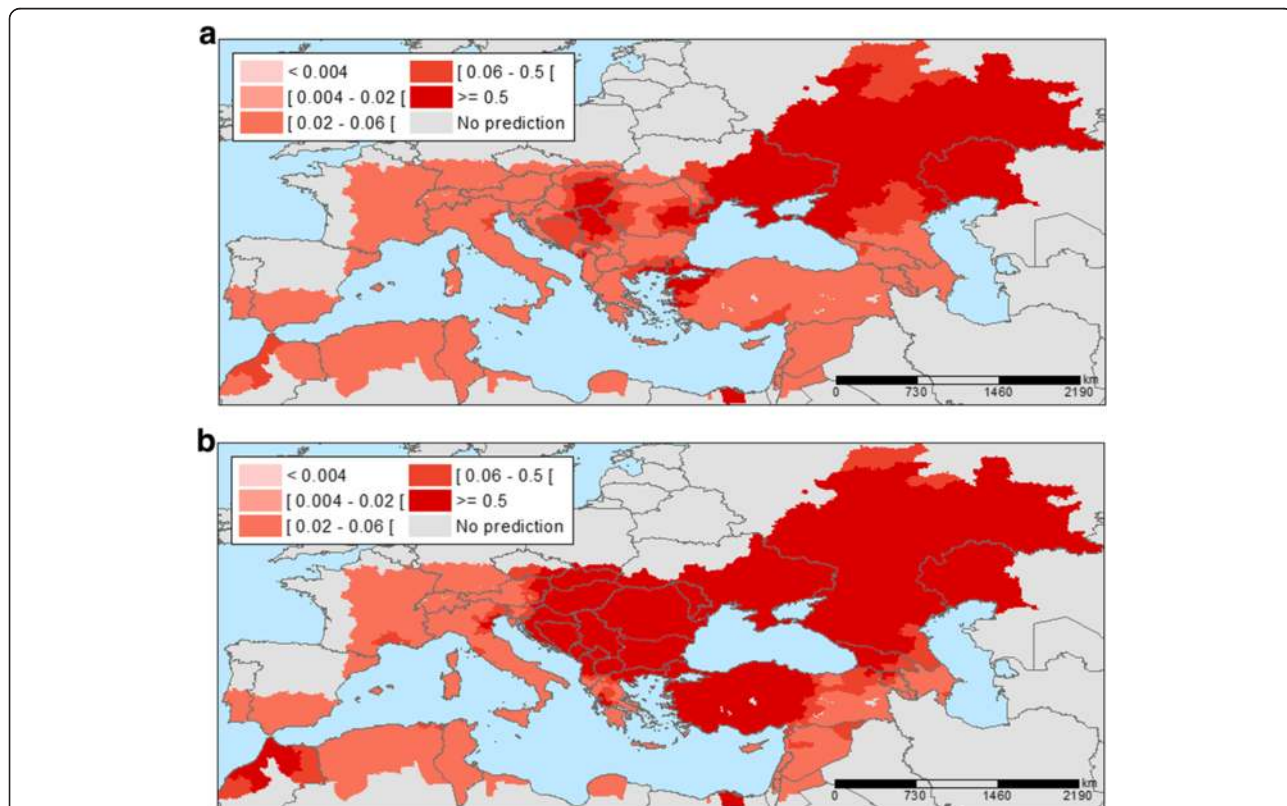 a
< 0.004
[ 0.004 - 0.02 [
[ 0.02 - 0.06 [
[ 0.06 - 0.5 [
>= 0.5
No prediction
km
0 730 1460 2190
b
< 0.004
[ 0.004 - 0.02 [
[ 0.02 - 0.06 [
[ 0.06 - 0.5 [
>= 0.5
No prediction
km
0 730 1460 2190